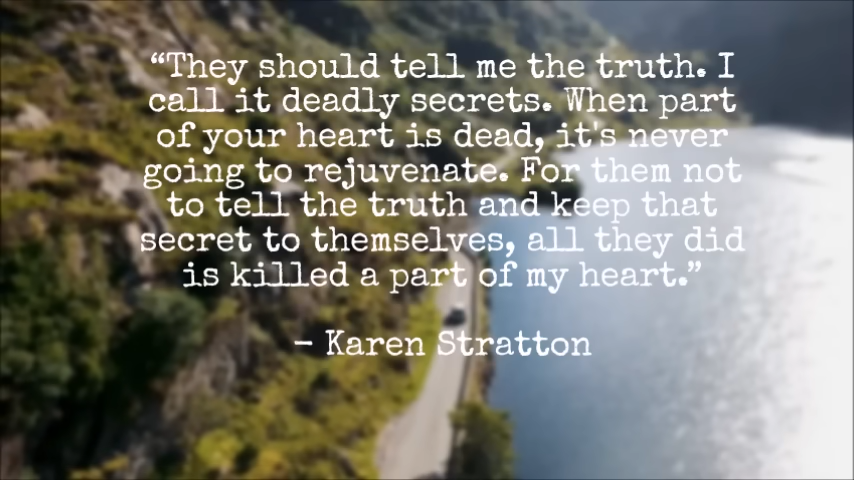 “They should tell me the truth. I
call it deadly secrets. When part
of your heart is dead, it's never
going to rejuvenate. For them not
to tell the truth and keep that
secret to themselves, all they did
is killed a part of my heart.”
– Karen Stratton